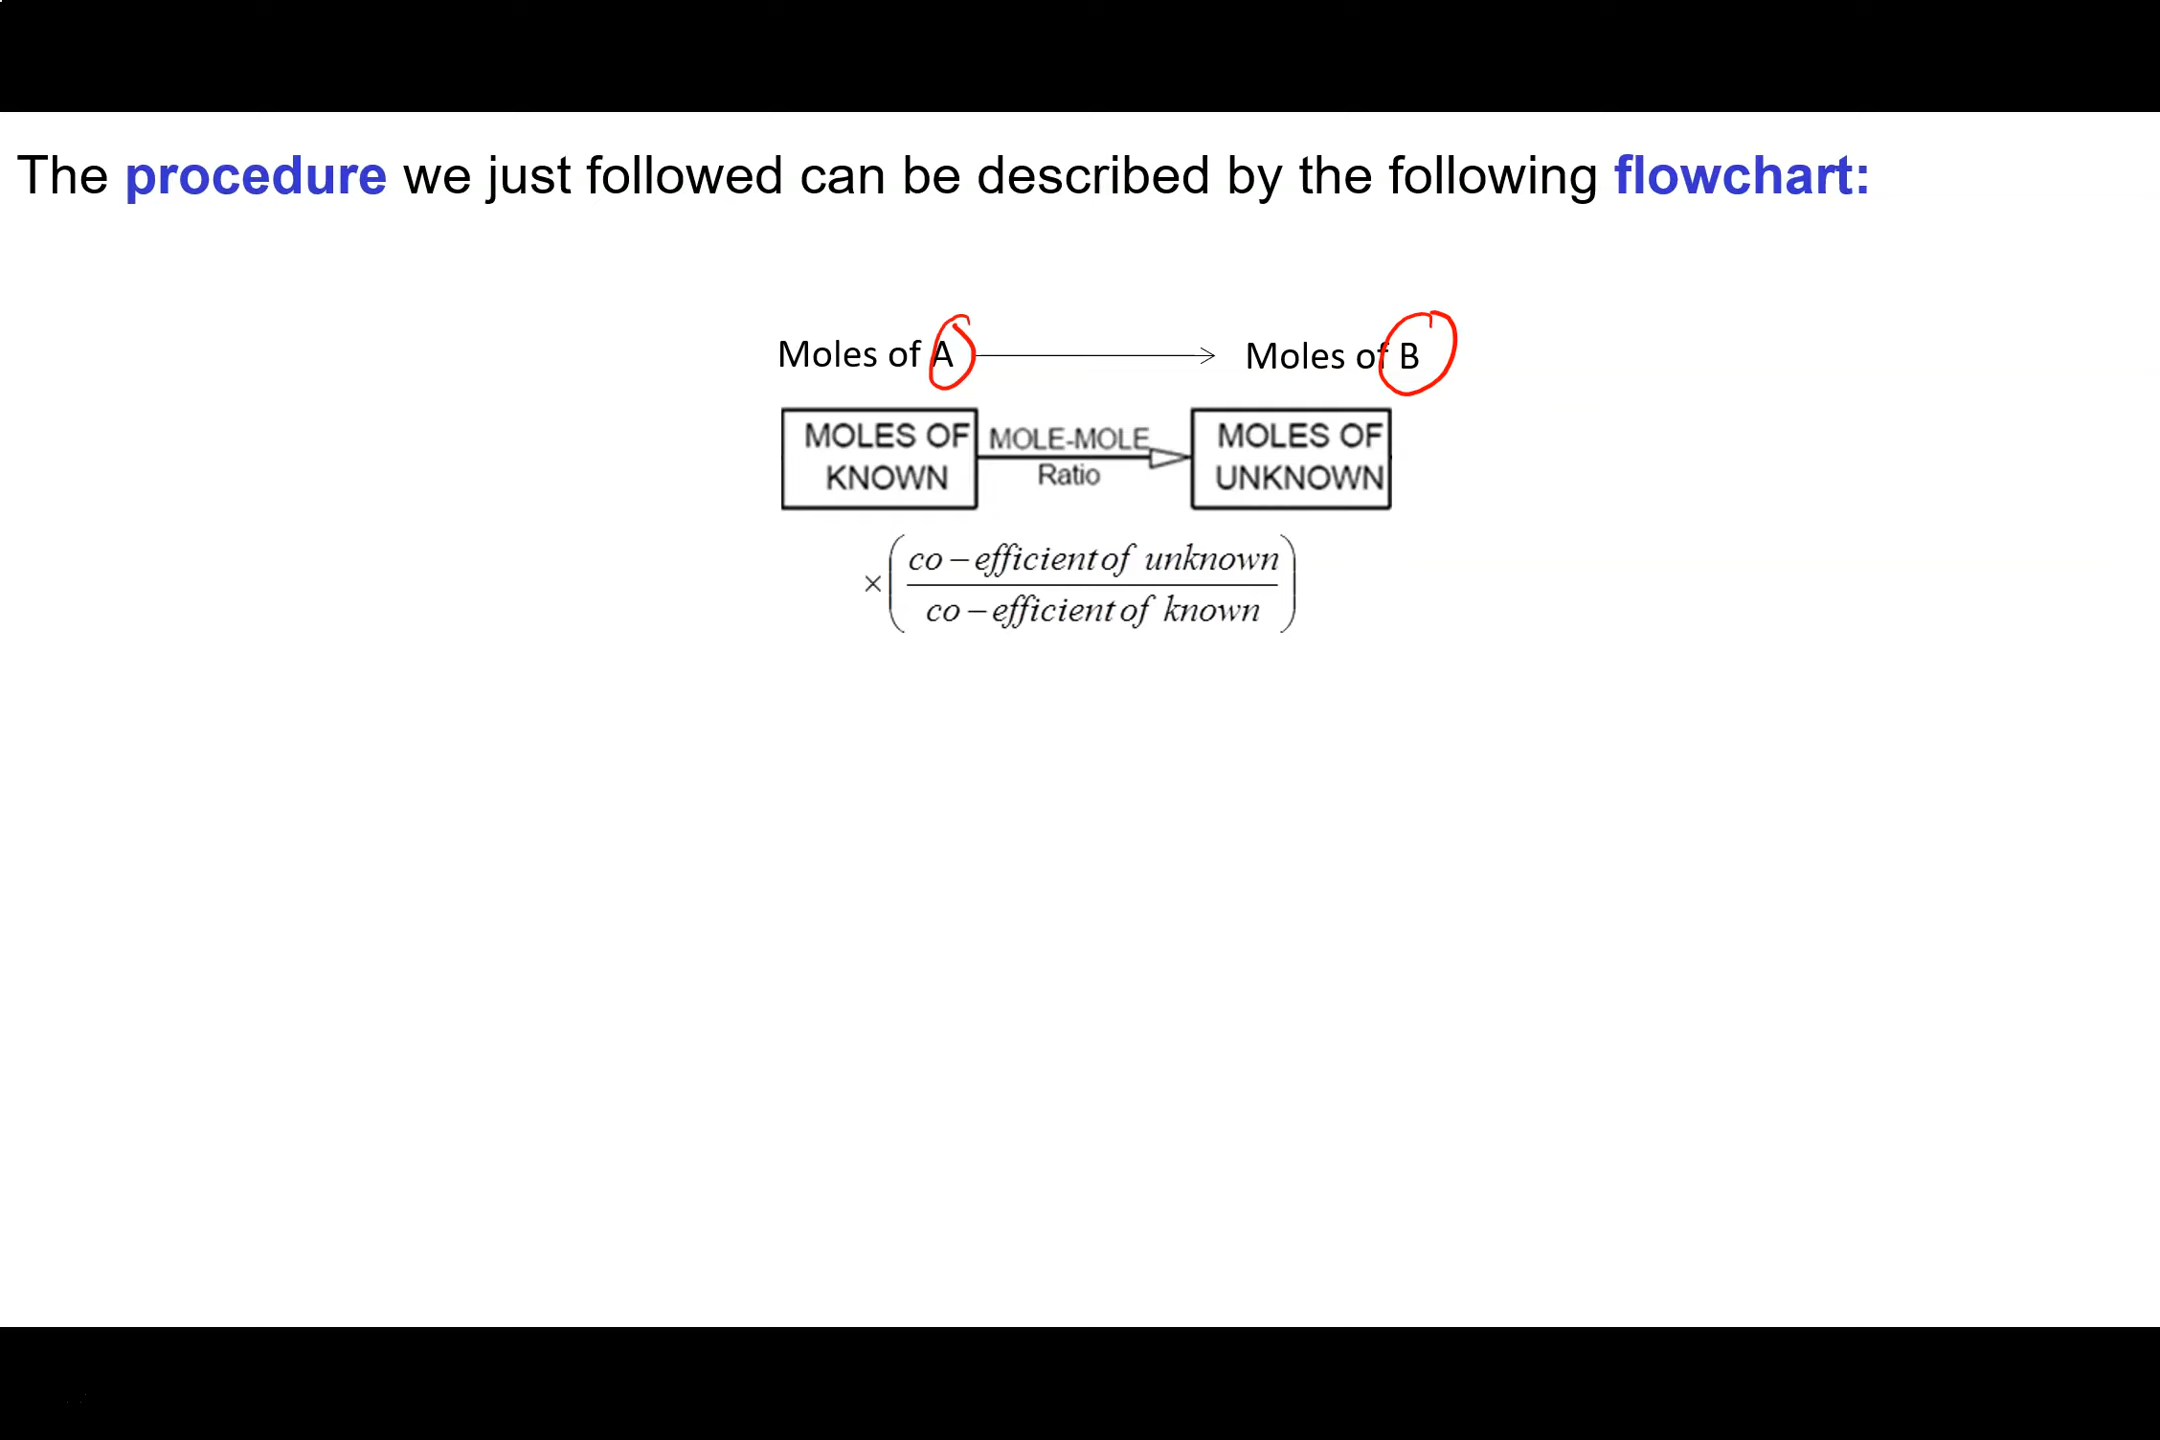 The procedure we just followed can be described by the following flowchart:
Moles of A
Moles of B
MOLES OF
KNOWN
MOLE-MOLE
Ratio
MOLES OF
UNKNOWN
×
co-efficient of unknown
co-efficient of known